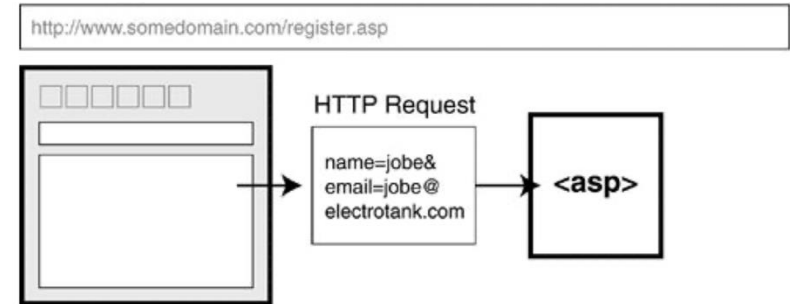 http://www.somedomain.com/register.asp
HTTP Request
name=jobe&
email=jobe@
electrotank.com
<asp>